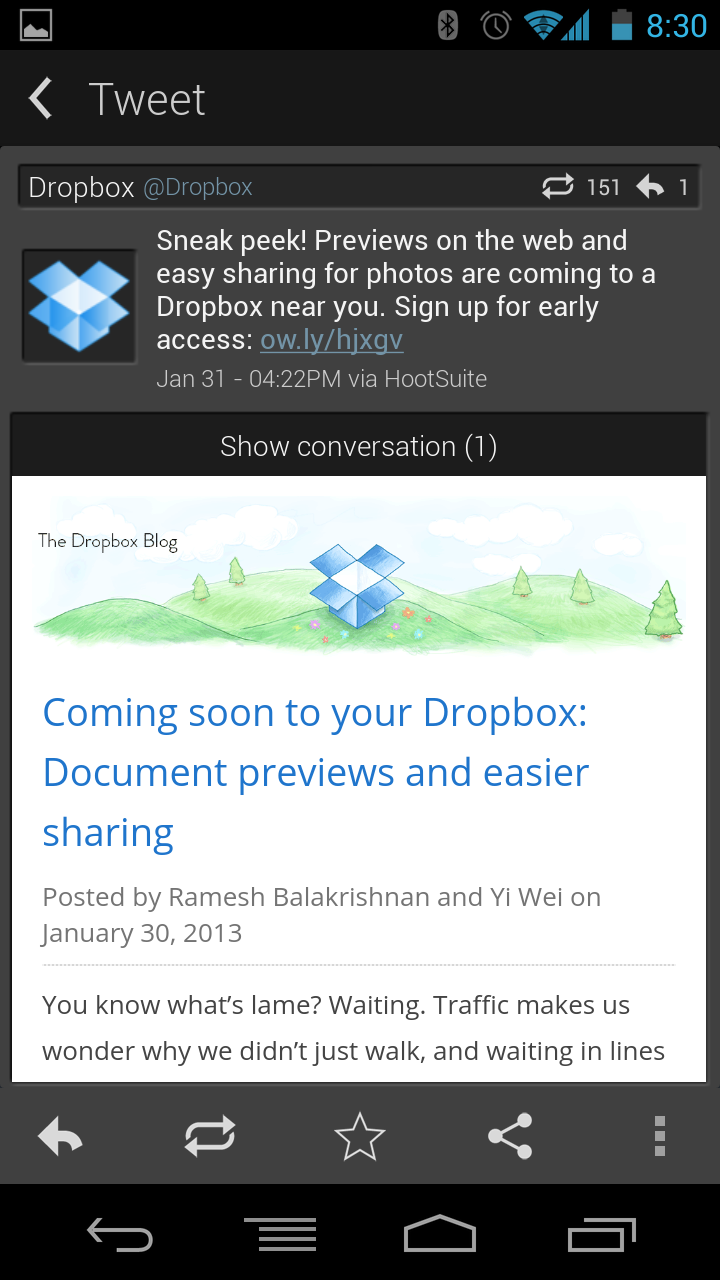 8:30
Tweet
Dropbox @Dropbox 151 1
Sneak peek! Previews on the web and
easy sharing for photos are coming to a
Dropbox near you. Sign up for early
access: ow.ly/hjxgv
Jan 31 - 04:22PM via HootSuite
Show conversation (1)
The Dropbox Blog
Coming soon to your Dropbox:
Document previews and easier
sharing
Posted by Ramesh Balakrishnan and Yi Wei on
January 30, 2013
You know what’s lame? Waiting. Traffic makes us
wonder why we didn’t just walk, and waiting in lines